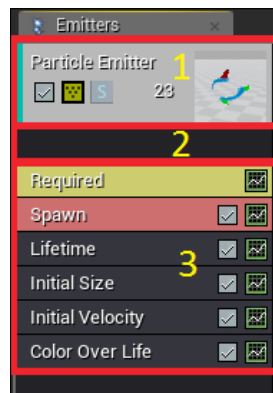 Emitters
Particle Emitter
1
S
23
2
Required
Spawn
Lifetime
3
Initial Size
Initial Velocity
Color Over Life